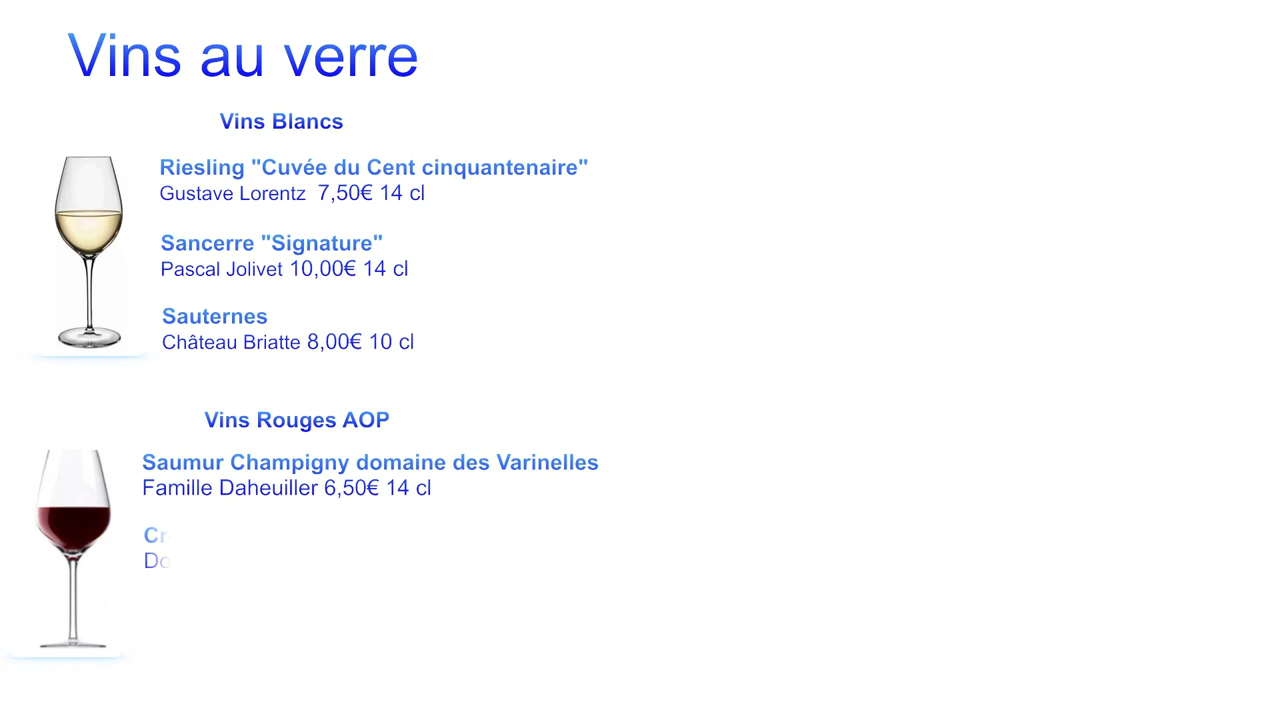 Vins au verre
Vins Blancs
Riesling "Cuvée du Cent cinquantenaire"
Gustave Lorentz 7,50€ 14 cl
Sancerre "Signature"
Pascal Jolivet 10,00€ 14 cl
Sauternes
Château Briatte 8,00€ 10 cl
Vins Rouges AOP
Saumur Champigny domaine des Varinelles
Famille Daheuiller 6,50€ 14 cl